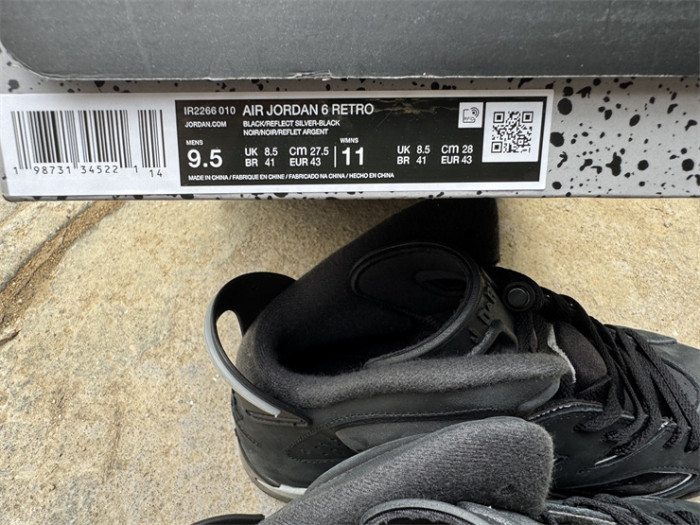 IR2266 010 AIR JORDAN 6 RETRO
JORDAN.COM
BLACK/REFLECT SILVER-BLACK
NOIR/NOIR/REFLET ARGENT
MENS
9.5
UK 8.5 CM 27.5
BR 41 EUR 43
WMNS
11
UK 8.5 CM 28
BR 41 EUR 43
MADE IN CHINA / FABRIQUE EN CHINE / FABRICADO NA CHINA / HECHO EN CHINA
1 98731 34522 1
14